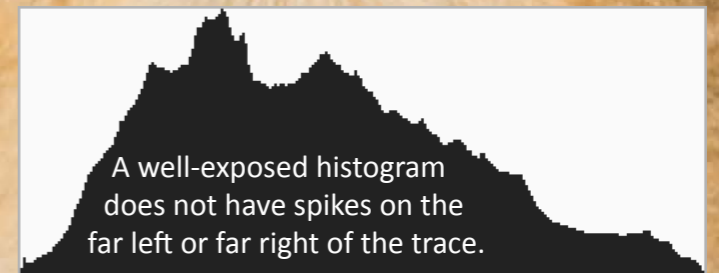 A well-exposed histogram
does not have spikes on the
far left or far right of the trace.